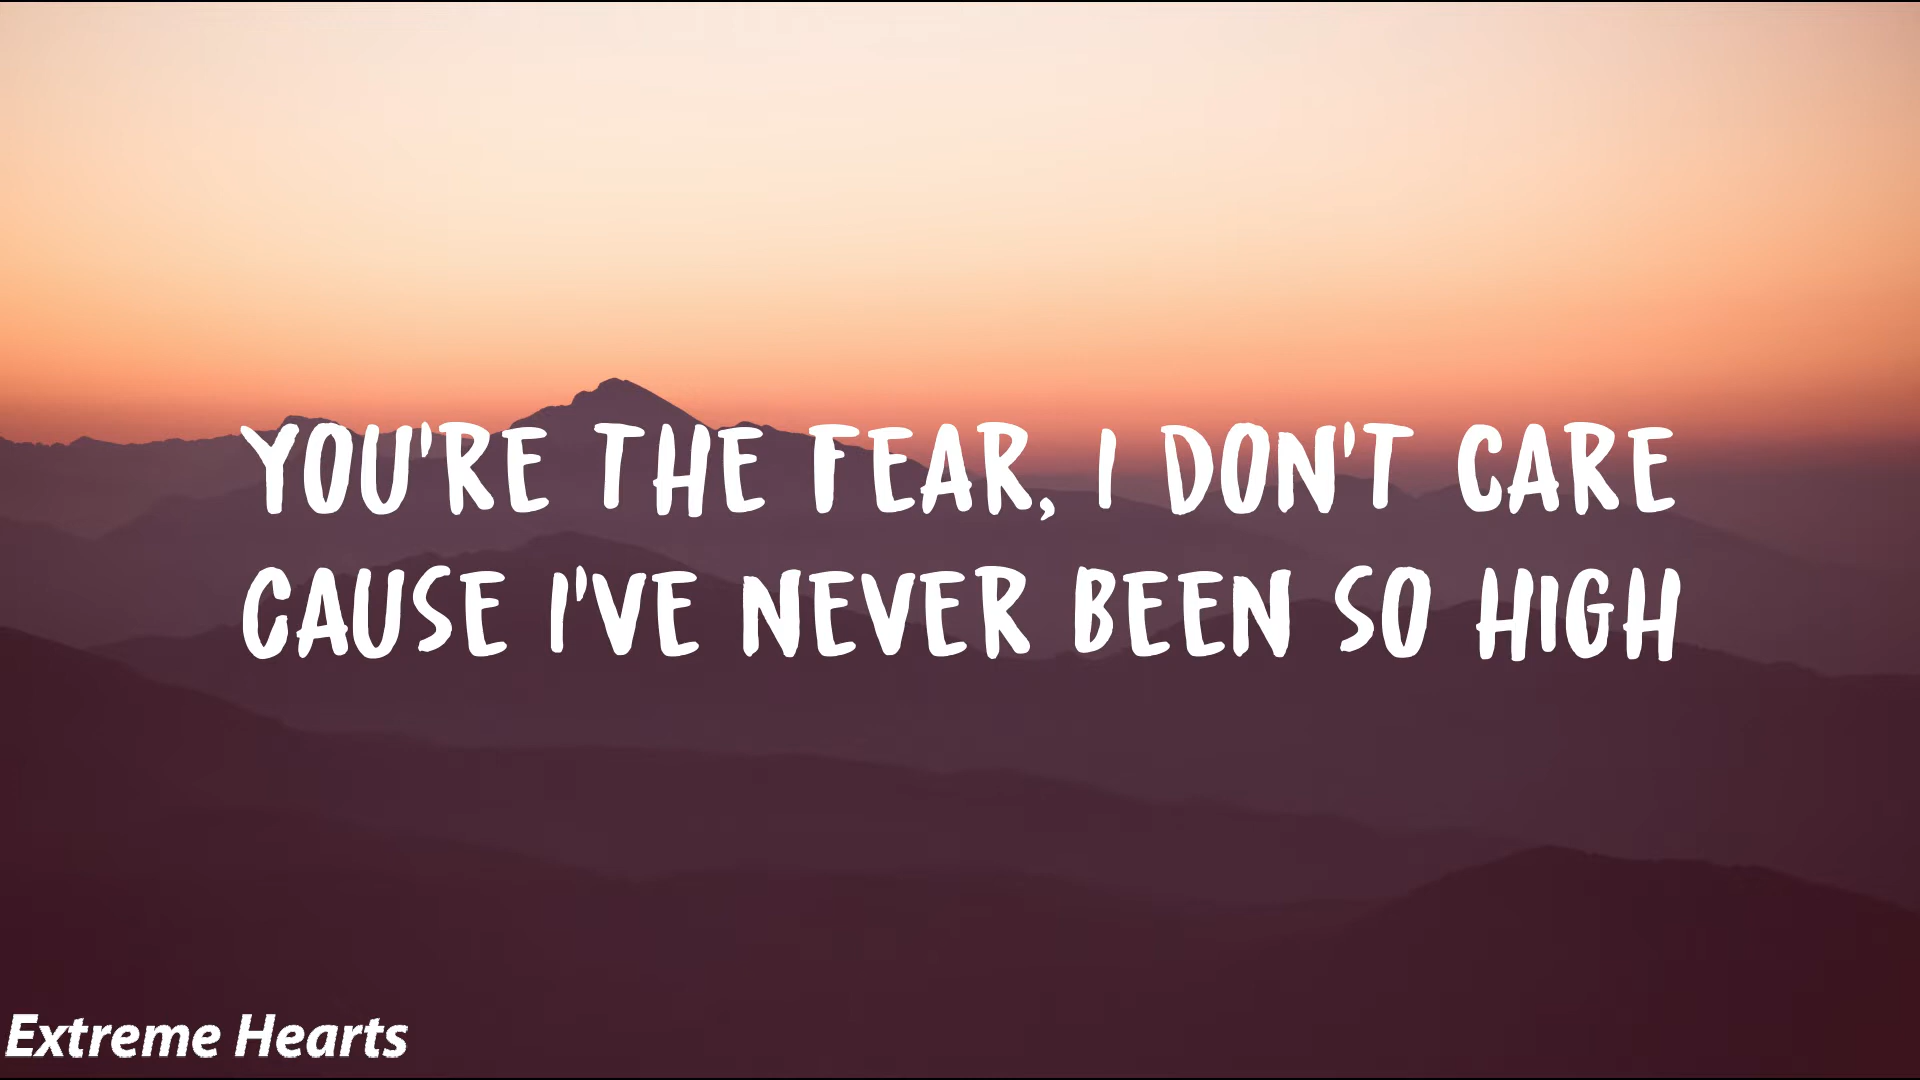 YOU'RE THE FEAR, I DON'T CARE
CAUSE I'VE NEVER BEEN SO HIGH
Extreme Hearts